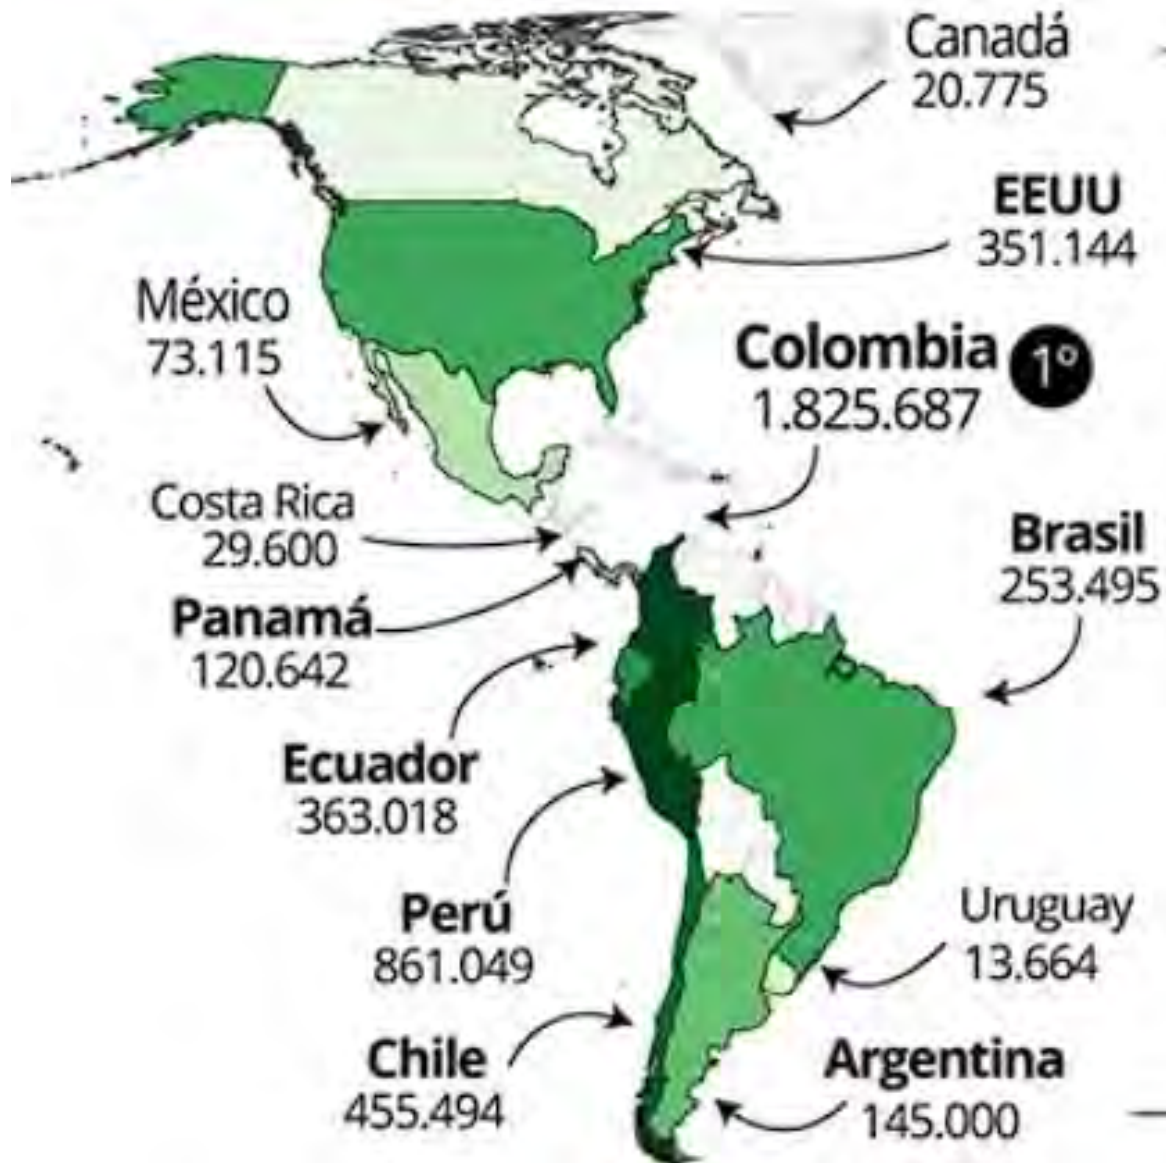 Canadá
20.775
EEUU
351.144
México
73.115
Colombia 1º
1.825.687
Costa Rica
29.600
Brasil
253.495
Panamá
120.642
Ecuador
363.018
Perú
861.049
Uruguay
13.664
Chile
455.494
Argentina
145.000